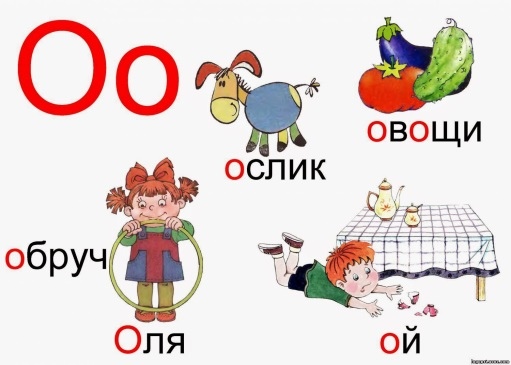 Оо
ослик
овощи
обруч
Оля
ой